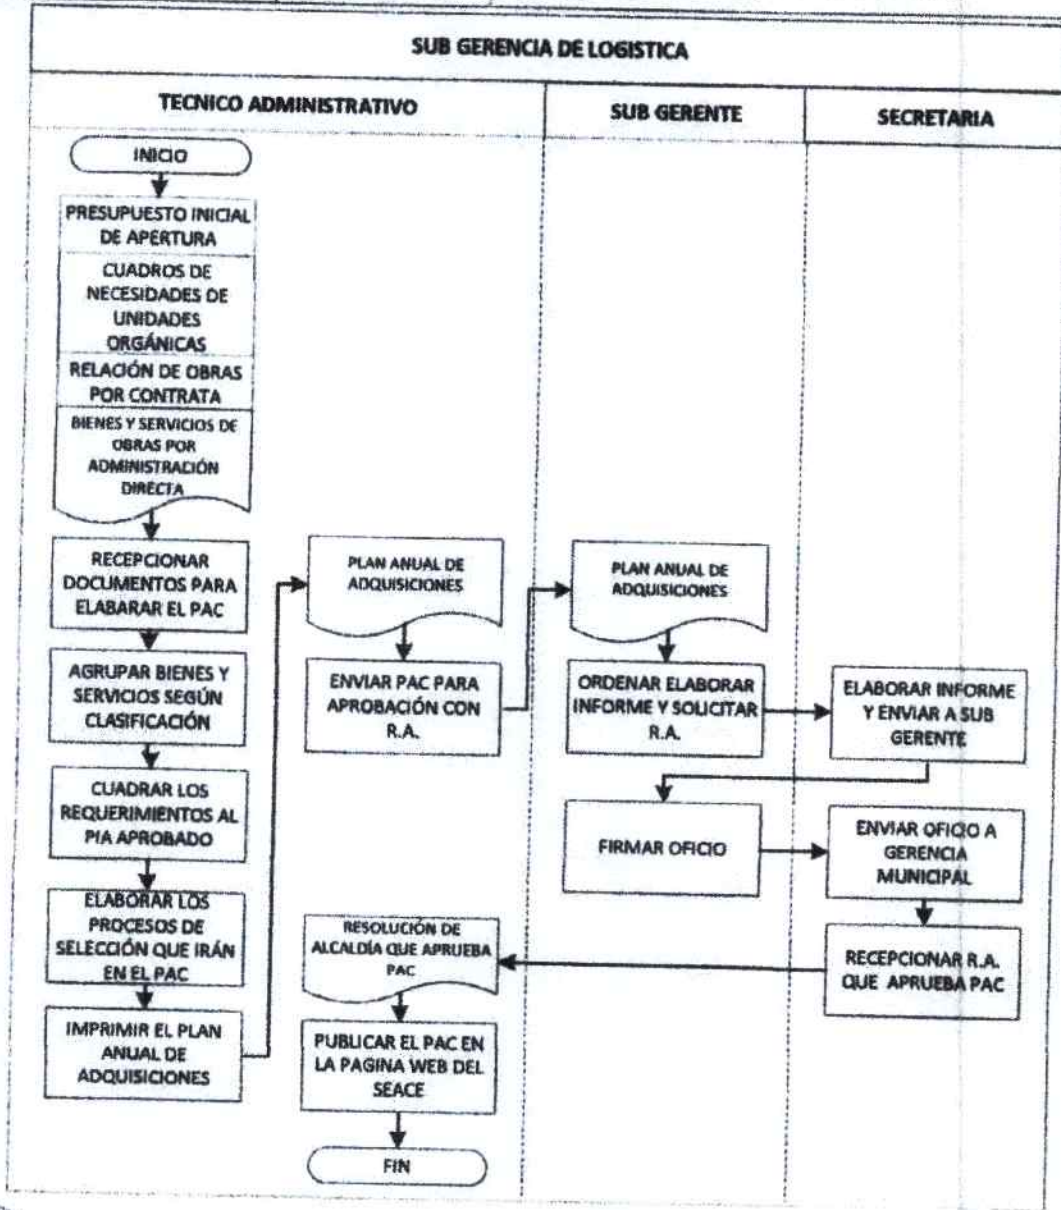 SUB GERENCIA DE LOGISTICA
TECNICO ADMINISTRATIVO
SUB GERENTE
SECRETARIA
INICIO
PRESUPUESTO INICIAL
DE APERTURA
CUADROS DE
NECESIDADES DE
UNIDADES
ORGÁNICAS
RELACIÓN DE OBRAS
POR CONTRATA
BIENES Y SERVICIOS DE
OBRAS POR
ADMINISTRACIÓN
DIRECTA
RECEPCIONAR
DOCUMENTOS PARA
ELABARAR EL PAC
AGRUPAR BIENES Y
SERVICIOS SEGÚN
CLASIFICACIÓN
CUADRAR LOS
REQUERIMIENTOS AL
PIA APROBADO
ELABORAR LOS
PROCESOS DE
SELECCIÓN QUE IRÁN
EN EL PAC
IMPRIMIR EL PLAN
ANUAL DE
ADQUISICIONES
PLAN ANUAL DE
ADQUISICIONES
ENVIAR PAC PARA
APROBACIÓN CON
R.A.
PLAN ANUAL DE
ADQUISICIONES
ORDENAR ELABORAR
INFORME Y SOLICITAR
R.A.
ELABORAR INFORME
Y ENVIAR A SUB
GERENTE
FIRMAR OFICIO
ENVIAR OFICIO A
GERENCIA
MUNICIPAL
RECEPCIONAR R.A.
QUE APRUEBA PAC
RESOLUCIÓN DE
ALCALDÍA QUE APRUEBA
PAC
PUBLICAR EL PAC EN
LA PAGINA WEB DEL
SEACE
FIN